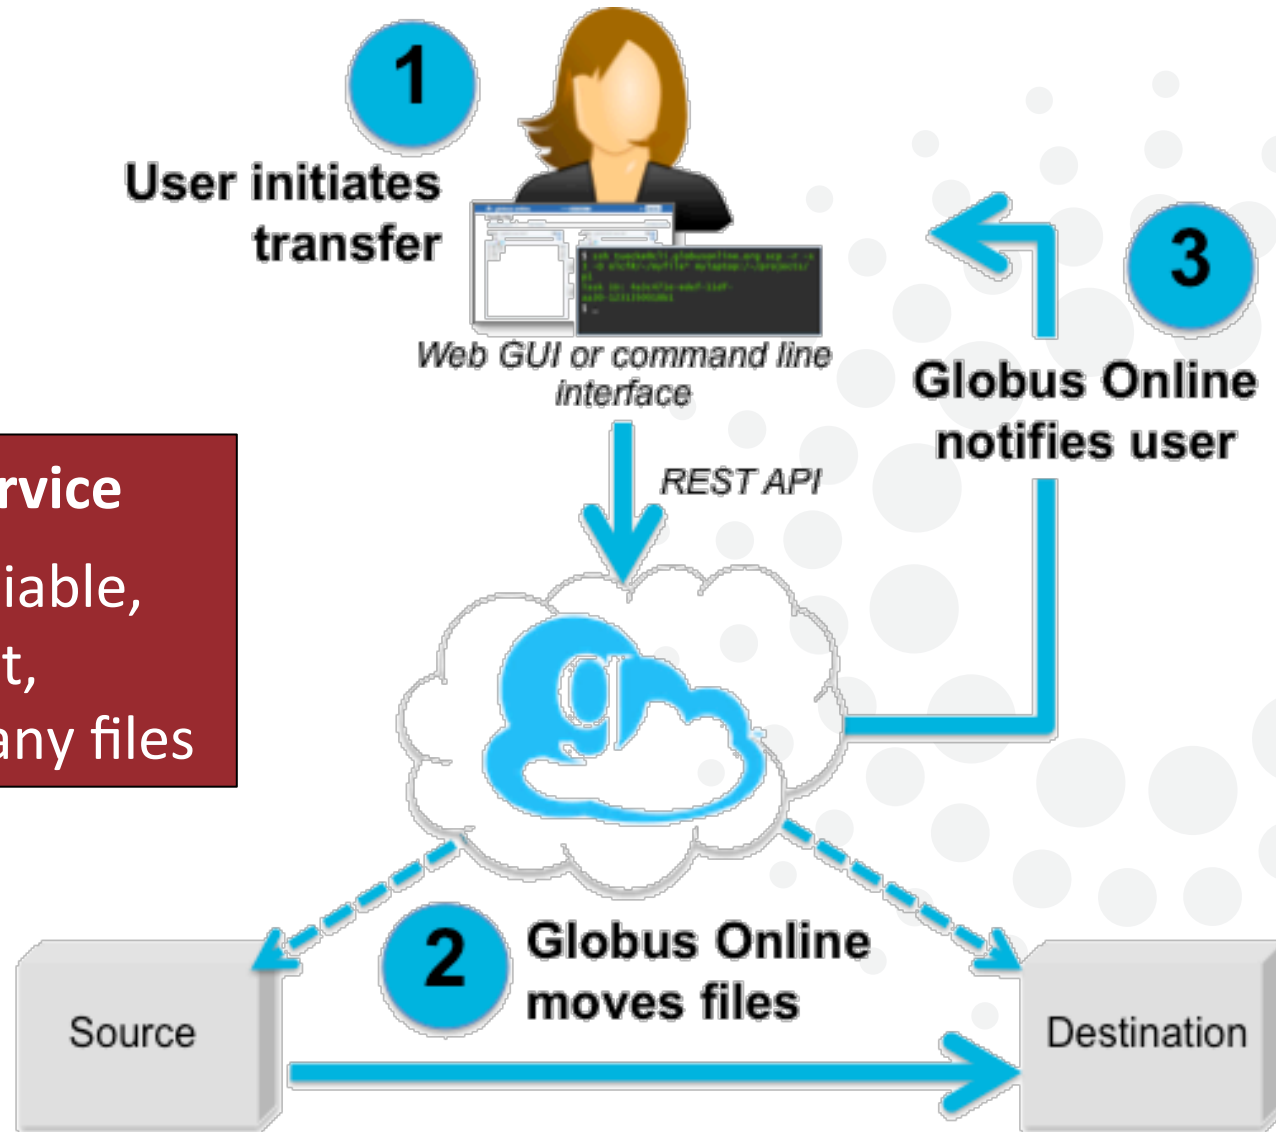 1
User initiates
transfer
Web GUI or command line
interface
REST API
3
Globus Online
notifies user
rvice
iable,
t,
any files
g
2
Globus Online
moves files
Source
Destination